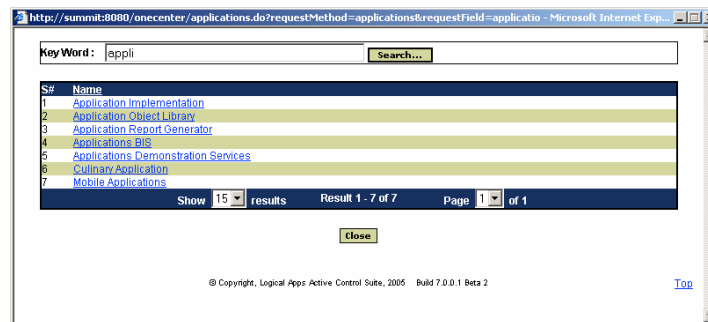 http://summit:8080/onecenter/applications.do?requestMethod=applications&requestField=applicatio - Microsoft Internet Exp...
Key Word : appli Search...
S# Name
1 Application Implementation
2 Application Object Library
3 Application Report Generator
4 Applications BIS
5 Applications Demonstration Services
6 Culinary Application
7 Mobile Applications
Show 15 results Result 1 - 7 of 7 Page 1 of 1
Close
© Copyright, Logical Apps Active Control Suite, 2005 Build 7.0.0.1 Beta 2 Top